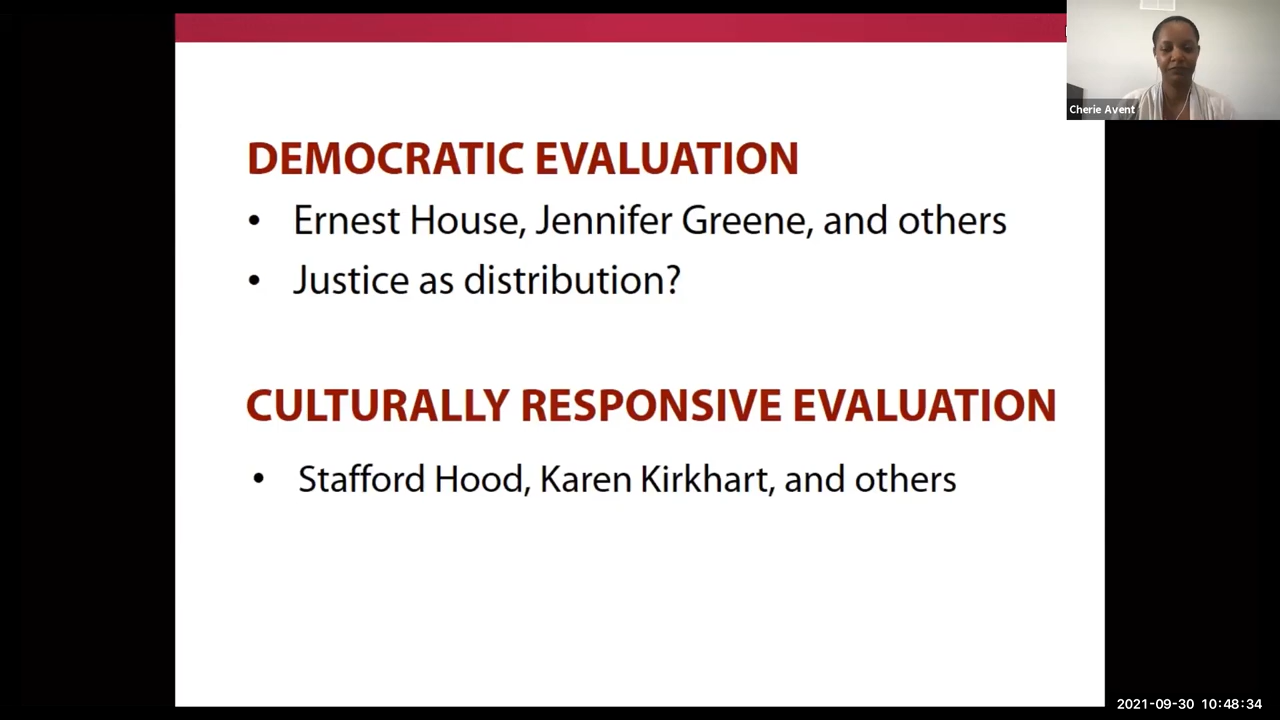 Cherie Avent
DEMOCRATIC EVALUATION
• Ernest House, Jennifer Greene, and others
• Justice as distribution?
CULTURALLY RESPONSIVE EVALUATION
• Stafford Hood, Karen Kirkhart, and others
2021-09-30 10:48:34